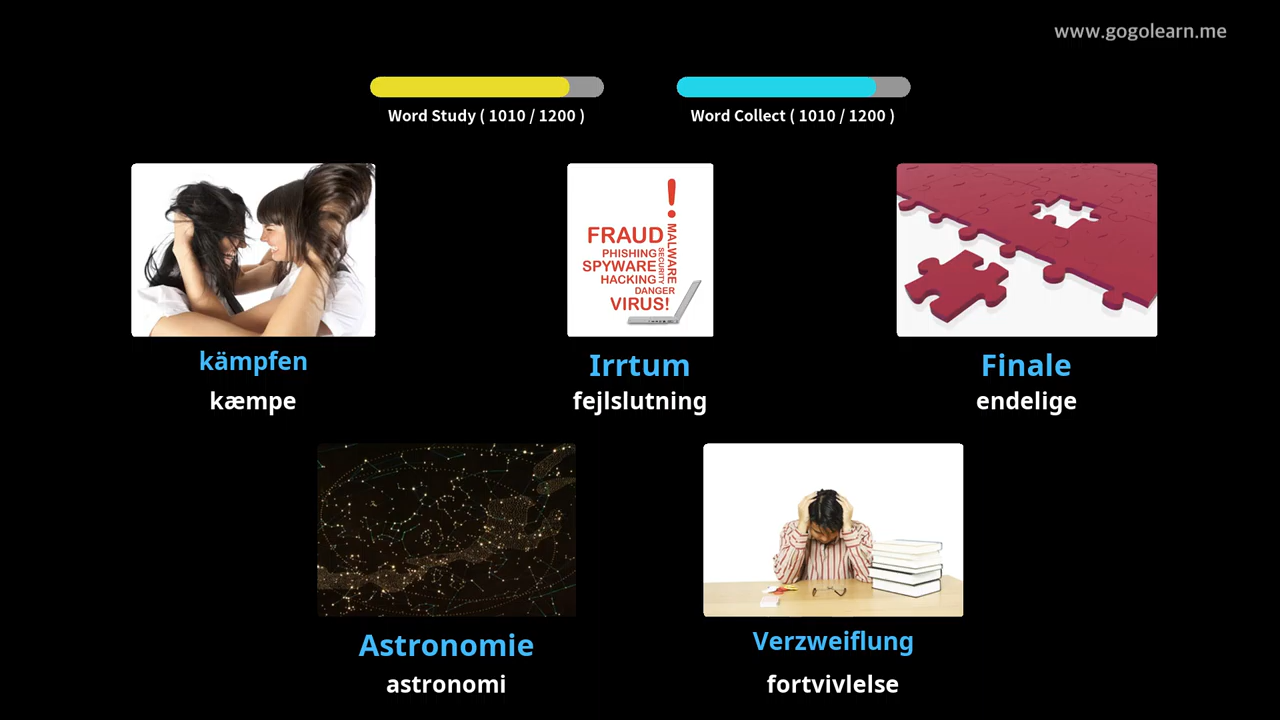 www.gogolearn.me
Word Study ( 1010 / 1200 )
Word Collect ( 1010 / 1200 )
FRAUD
PHISHING
SPYWARE
HACKING
DANGER
VIRUS!
SECURITY
MALWARE
!
kämpfen
kæmpe
Irrtum
fejlslutning
Finale
endelige
Astronomie
astronomi
Verzweiflung
fortvivlelse